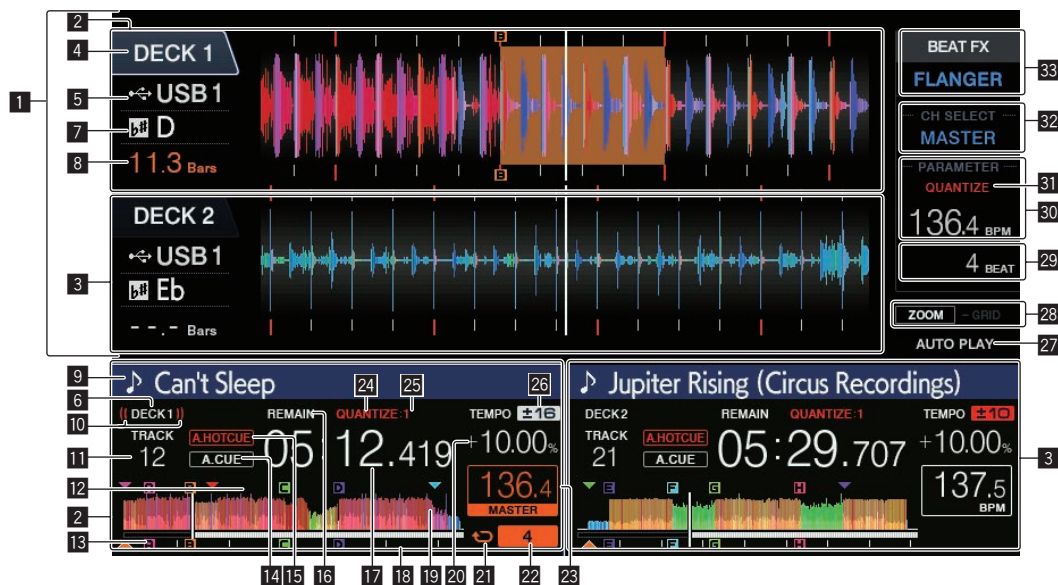 2
4 DECK 1
5 USB 1
7 b# D
8 11.3 Bars
1
B
B
DECK 2
USB 1
3
b# Eb
--.- Bars
BEAT FX
FLANGER 33
CH SELECT
MASTER 32
PARAMETER
QUANTIZE 31
136.4 BPM 30
4 BEAT 29
ZOOM -GRID 28
AUTO PLAY 27
9 ♪ Can't Sleep
6 24 25 26
10 DECK1 REMAIN QUANTIZE:1 TEMPO ±16
11 TRACK 12
A.HOTCUE
A.CUE
05:12.419
+10.00%
136.4
MASTER
12
2
13
B C D
B C D
4
14 15 16 17 18 19 20 21 22 23
♪ Jupiter Rising (Circus Recordings)
DECK2 REMAIN QUANTIZE:1 TEMPO ±10
TRACK 21
A.HOTCUE
A.CUE
05:29.707
+10.00%
3
137.5
BPM
E F G H
E F G H